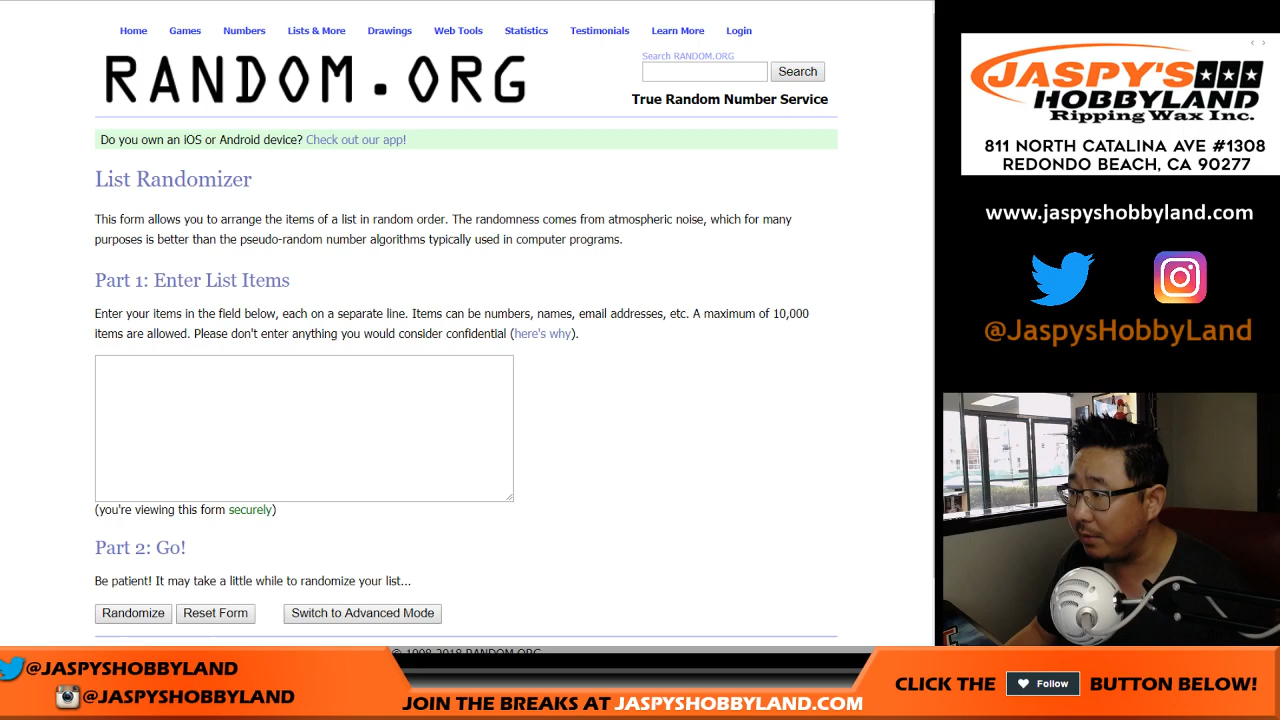 Home Games Numbers Lists & More Drawings Web Tools Statistics Testimonials Learn More Login
RANDOM.ORG
Search RANDOM.ORG
Search
True Random Number Service
Do you own an iOS or Android device? Check out our app!
List Randomizer
This form allows you to arrange the items of a list in random order. The randomness comes from atmospheric noise, which for many
purposes is better than the pseudo-random number algorithms typically used in computer programs.
Part 1: Enter List Items
Enter your items in the field below, each on a separate line. Items can be numbers, names, email addresses, etc. A maximum of 10,000
items are allowed. Please don't enter anything you would consider confidential (here's why).
(you're viewing this form securely)
Part 2: Go!
Be patient! It may take a little while to randomize your list...
Randomize Reset Form Switch to Advanced Mode
© 1998-2018 RANDOM.ORG
JASPY'S
HOBBYLAND
Ripping Wax Inc.
811 NORTH CATALINA AVE #1308
REDONDO BEACH, CA 90277
www.jaspyshobbyland.com
@JaspysHobbyLand
@JASPYSHOBBYLAND
@JASPYSHOBBYLAND
JOIN THE BREAKS AT JASPYSHOBBYLAND.COM
CLICK THE Follow BUTTON BELOW!